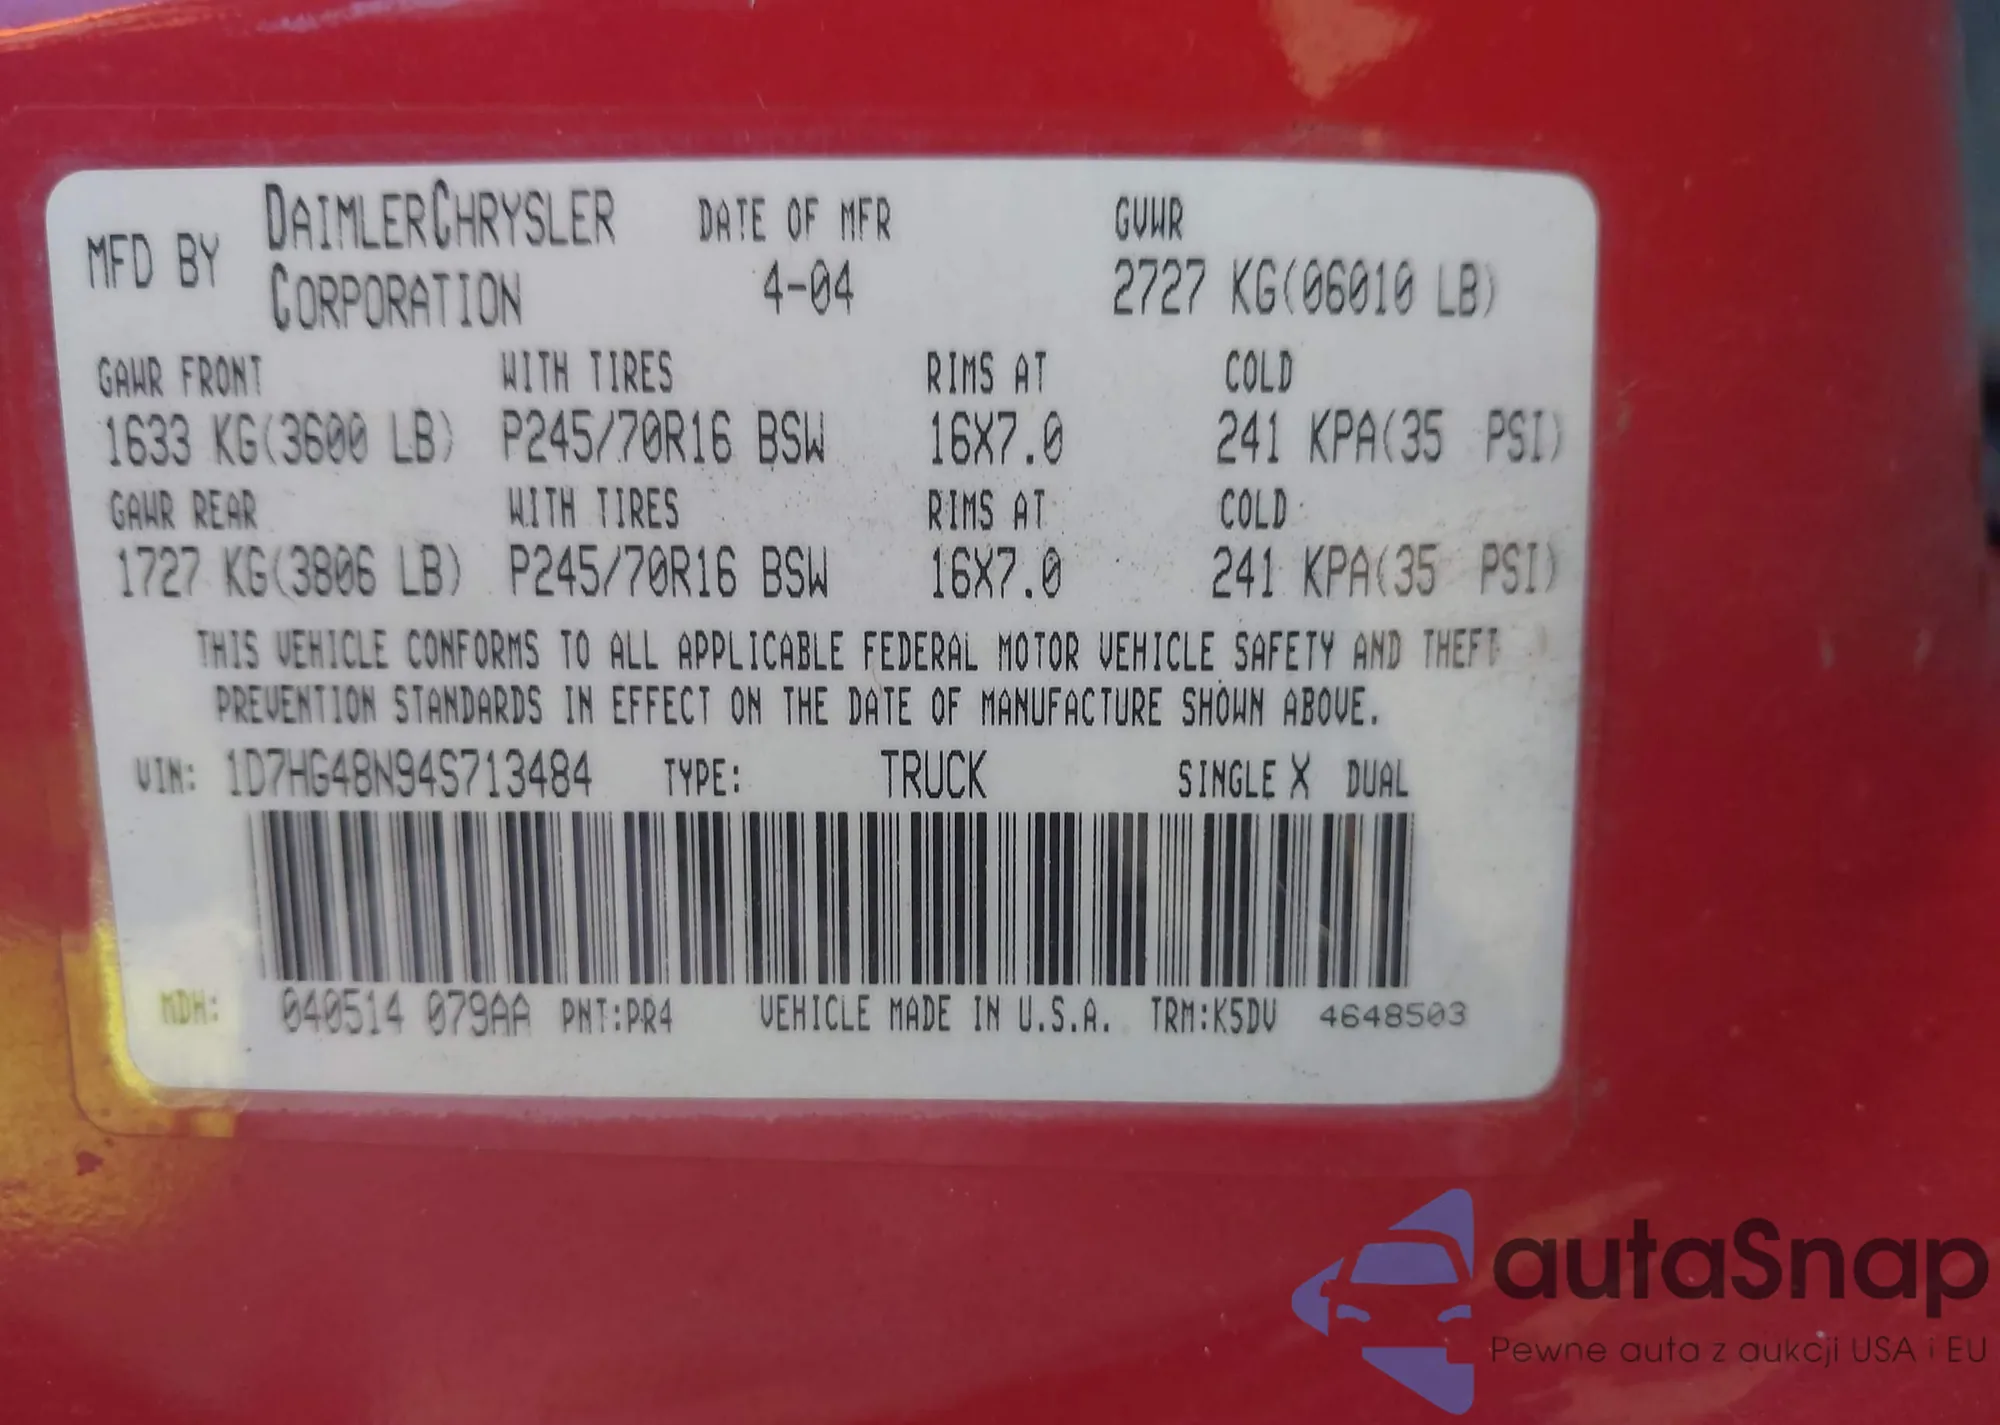 MFD BY DAIMLERCHRYSLER CORPORATION DATE OF MFR 4-04 GVWR 2727 KG(06010 LB)
GAWR FRONT WITH TIRES RIMS AT COLD
1633 KG(3600 LB) P245/70R16 BSW 16X7.0 241 KPA(35 PSI)
GAWR REAR WITH TIRES RIMS AT COLD
1727 KG(3806 LB) P245/70R16 BSW 16X7.0 241 KPA(35 PSI)
THIS VEHICLE CONFORMS TO ALL APPLICABLE FEDERAL MOTOR VEHICLE SAFETY AND THEFT
PREVENTION STANDARDS IN EFFECT ON THE DATE OF MANUFACTURE SHOWN ABOVE.
VIN: 1D7HG48N94S713484 TYPE: TRUCK SINGLE X DUAL
MDH: 040514 079AA PNT:PR4 VEHICLE MADE IN U.S.A. TRM:K5DV 4648503
autaSnap
Pewne auta z aukcji USA i EU